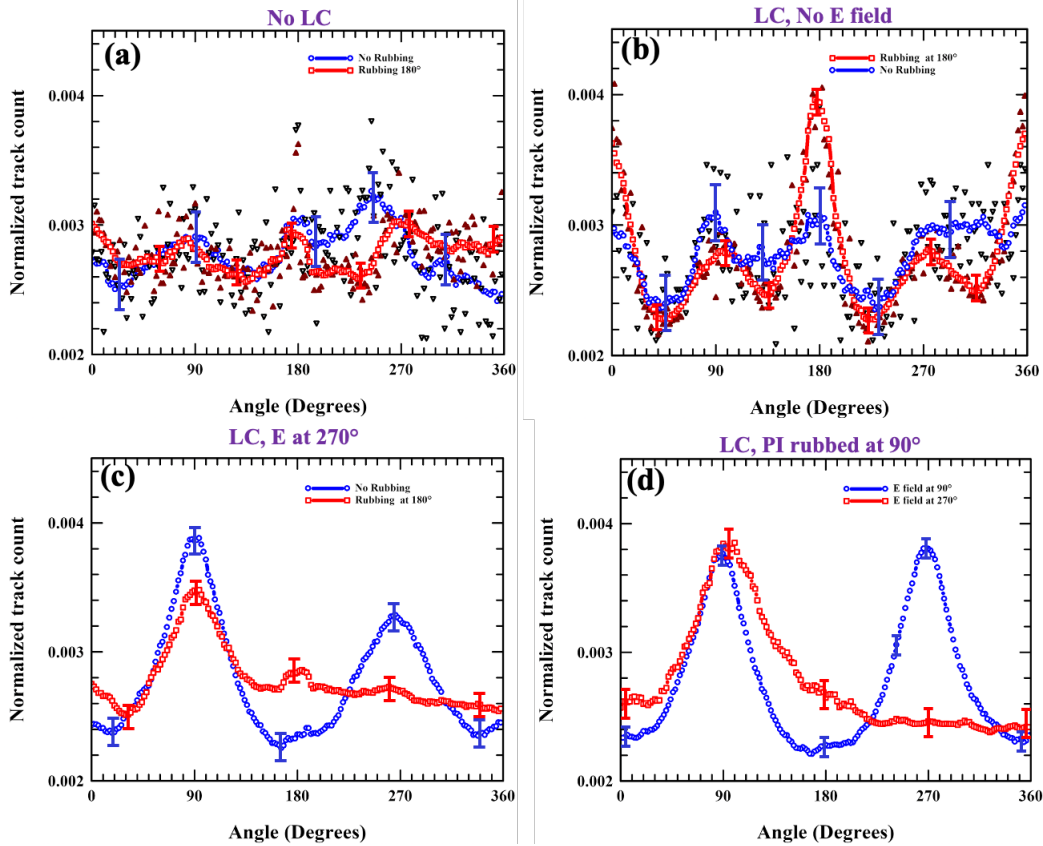 No LC
(a)
No Rubbing
Rubbing 180°
Normalized track count
0.004
0.003
0.002
0 90 180 270 360
Angle (Degrees)
LC, No E field
(b)
Rubbing at 180°
No Rubbing
Normalized track count
0.004
0.003
0.002
0 90 180 270 360
Angle (Degrees)
LC, E at 270°
(c)
No Rubbing
Rubbing at 180°
Normalized track count
0.004
0.003
0.002
0 90 180 270 360
Angle (Degrees)
LC, PI rubbed at 90°
(d)
E field at 90°
E field at 270°
Normalized track count
0.004
0.003
0.002
0 90 180 270 360
Angle (Degrees)